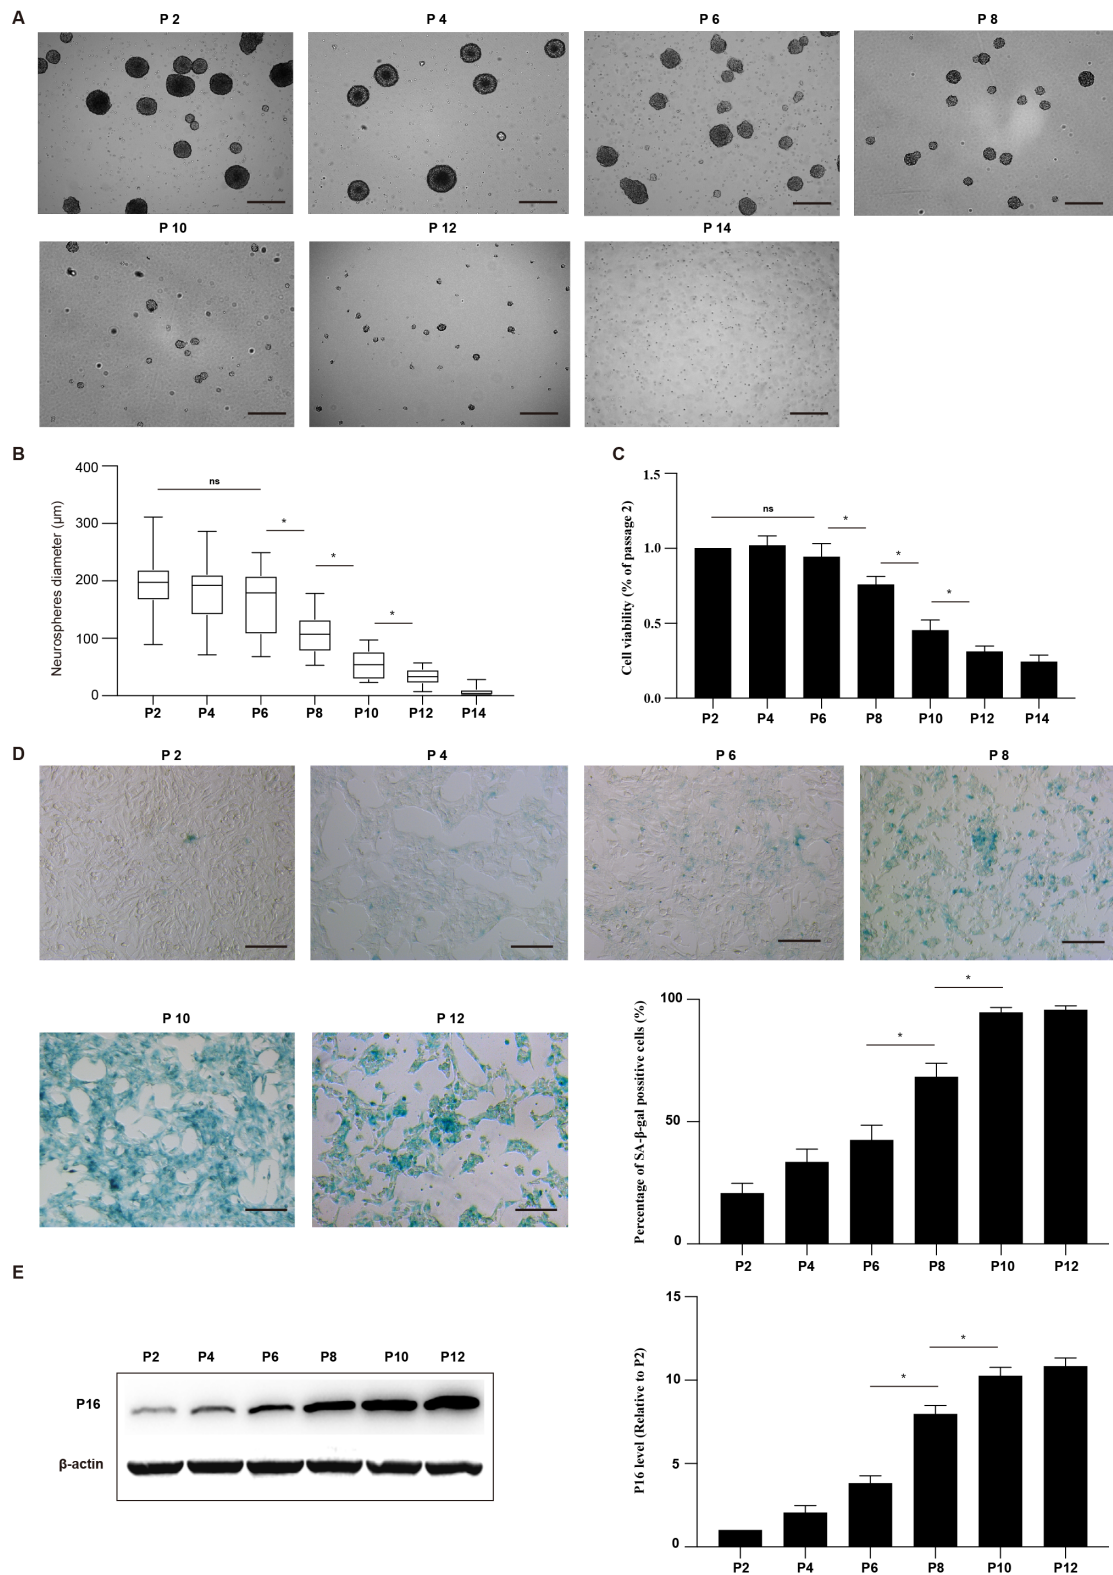 A
P 2
P 4
P 6
P 8
P 10
P 12
P 14
B
Neurospheres diameter (μm)
400
300
200
100
0
ns
*
*
*
P2
P4
P6
P8
P10
P12
P14
C
Cell viability (% of passage 2)
1.5
1.0
0.5
0.0
ns
*
*
*
P2
P4
P6
P8
P10
P12
P14
D
P 2
P 4
P 6
P 8
P 10
P 12
Percentage of SA-β-gal possitive cells (%)
100
50
0
*
*
P2
P4
P6
P8
P10
P12
E
P2
P4
P6
P8
P10
P12
P16
β-actin
P16 level (Relative to P2)
15
10
5
0
*
*
P2
P4
P6
P8
P10
P12